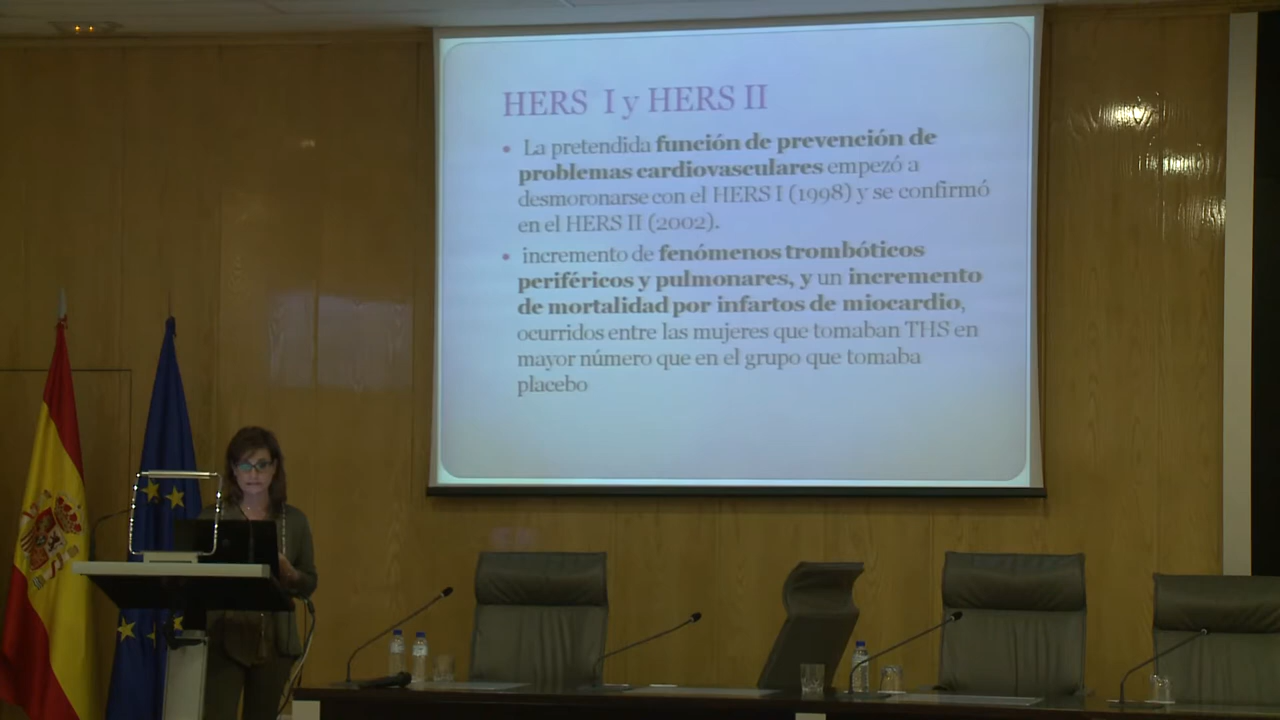 HERS I y HERS II
• La pretendida función de prevención de
problemas cardiovasculares empezó a
desmoronarse con el HERS I (1998) y se confirmó
en el HERS II (2002).
• incremento de fenómenos trombóticos
periféricos y pulmonares, y un incremento
de mortalidad por infartos de miocardio,
ocurridos entre las mujeres que tomaban THS en
mayor número que en el grupo que tomaba
placebo